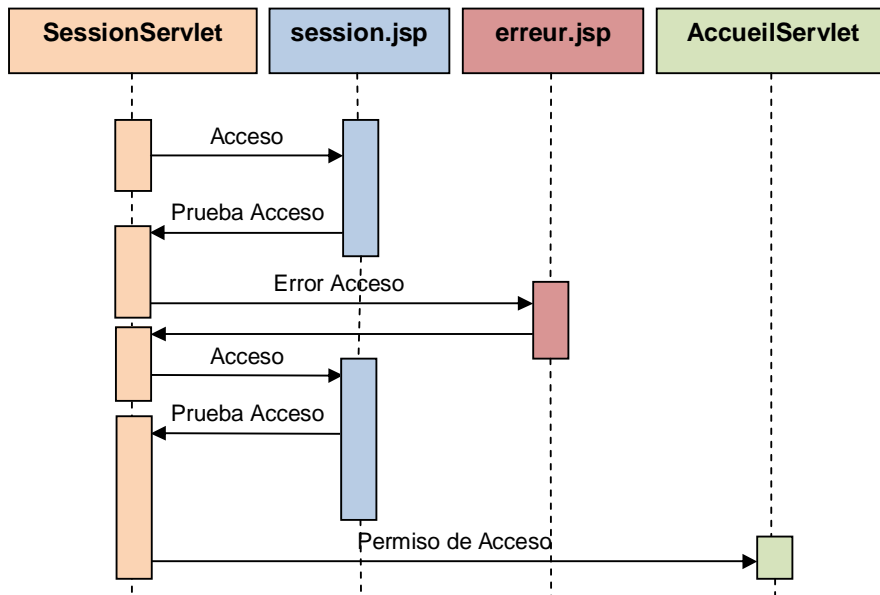 SessionServlet
session.jsp
erreur.jsp
AccueilServlet
Acceso
Prueba Acceso
Error Acceso
Acceso
Prueba Acceso
Permiso de Acceso